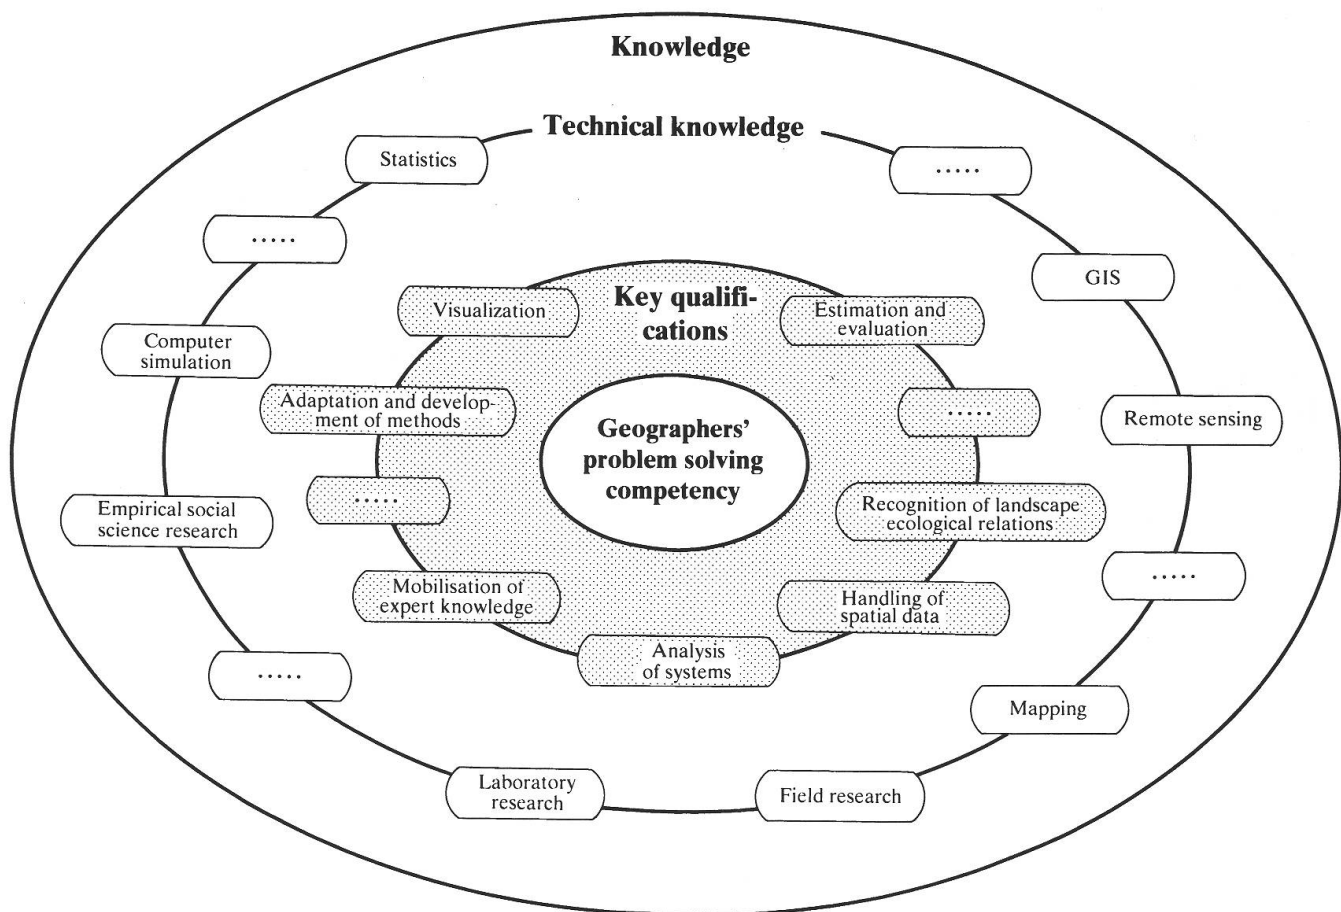 Knowledge
Technical knowledge
Statistics
.....
.....
GIS
Key qualifi-
cations
Visualization
Estimation and
evaluation
Computer
simulation
Adaptation and develop-
ment of methods
.....
Remote sensing
Geographers'
problem solving
competency
.....
Recognition of landscape
ecological relations
Empirical social
science research
.....
Mobilisation of
expert knowledge
Handling of
spatial data
Analysis
of systems
.....
Mapping
Laboratory
research
Field research